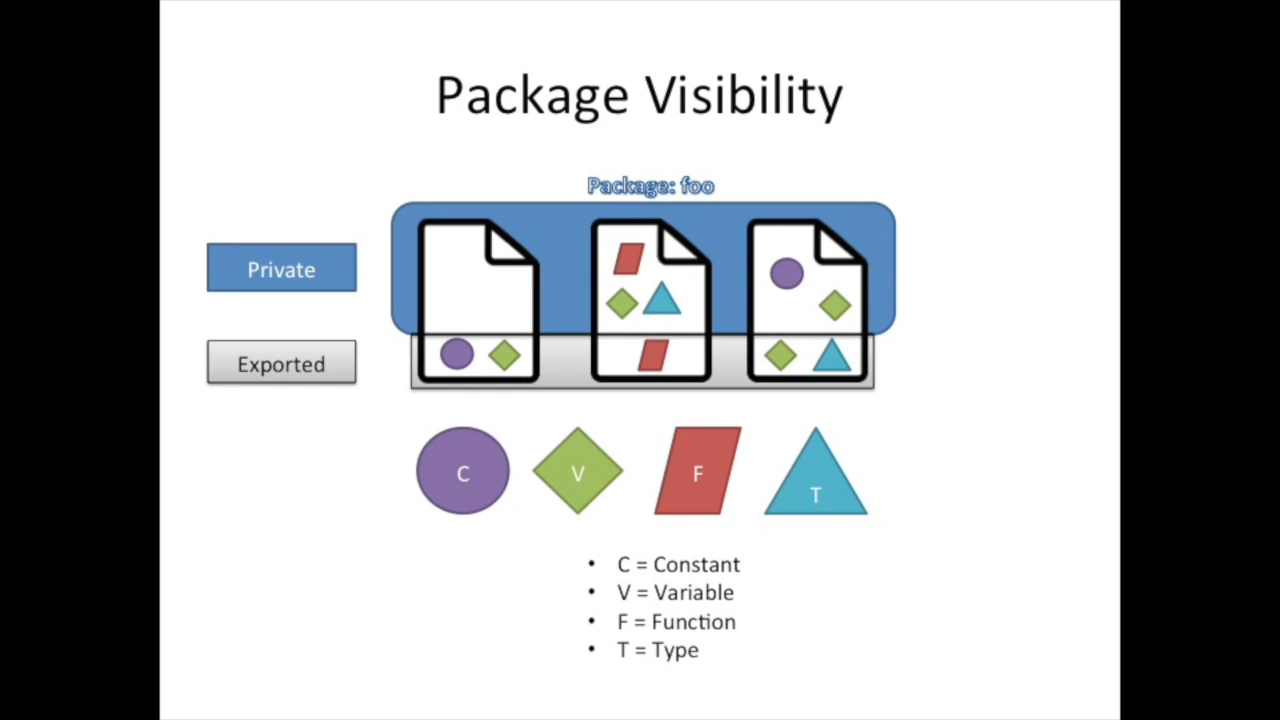 Package Visibility
Package: foo
Private
Exported
C
V
F
T
• C = Constant
• V = Variable
• F = Function
• T = Type